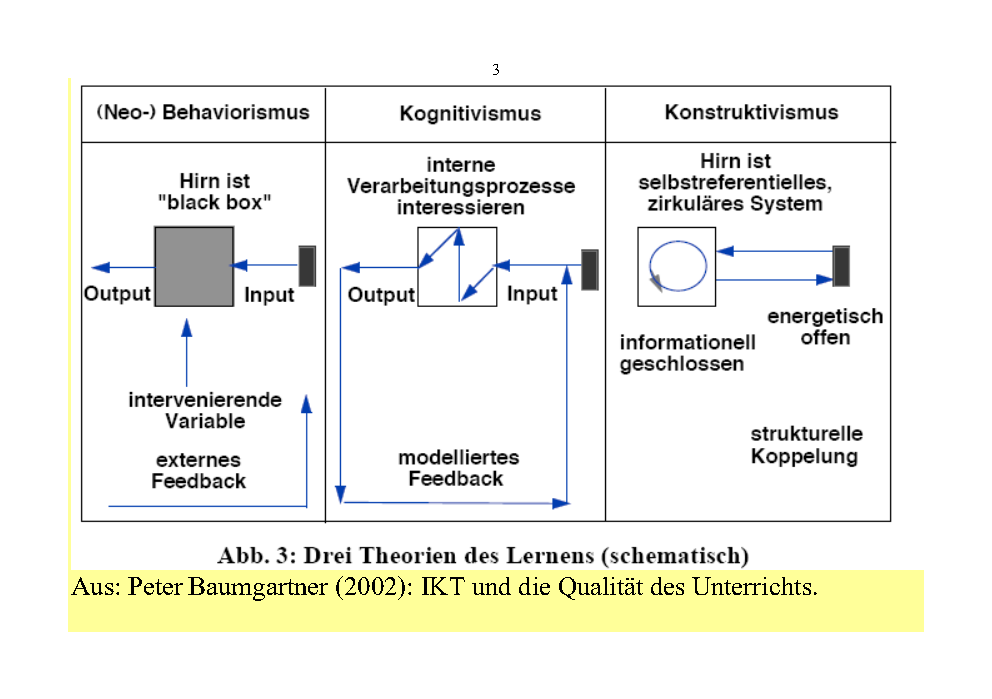 3
(Neo-) Behaviorismus
Kognitivismus
Konstruktivismus
Hirn ist
"black box"
Output
Input
intervenierende
Variable
externes
Feedback
interne
Verarbeitungsprozesse
interessieren
Output
Input
modelliertes
Feedback
Hirn ist
selbstreferentielles,
zirkuläres System
energetisch
offen
informationell
geschlossen
strukturelle
Koppelung
Abb. 3: Drei Theorien des Lernens (schematisch)
Aus: Peter Baumgartner (2002): IKT und die Qualität des Unterrichts.